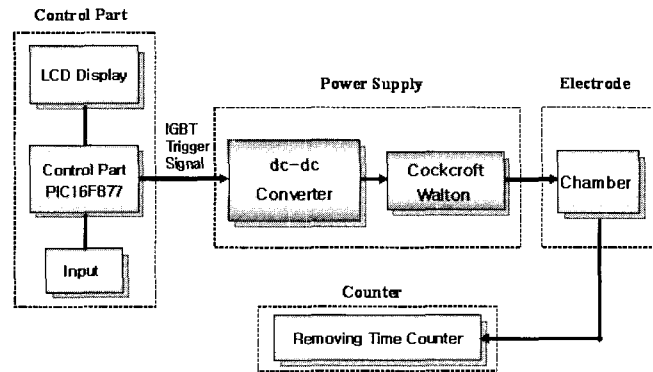 Control Part
LCD Display
Control Part
PIC16F877
Input
IGBT
Trigger
Signal
Power Supply
dc-dc
Converter
Cockcroft
Walton
Electrode
Chamber
Counter
Removing Time Counter